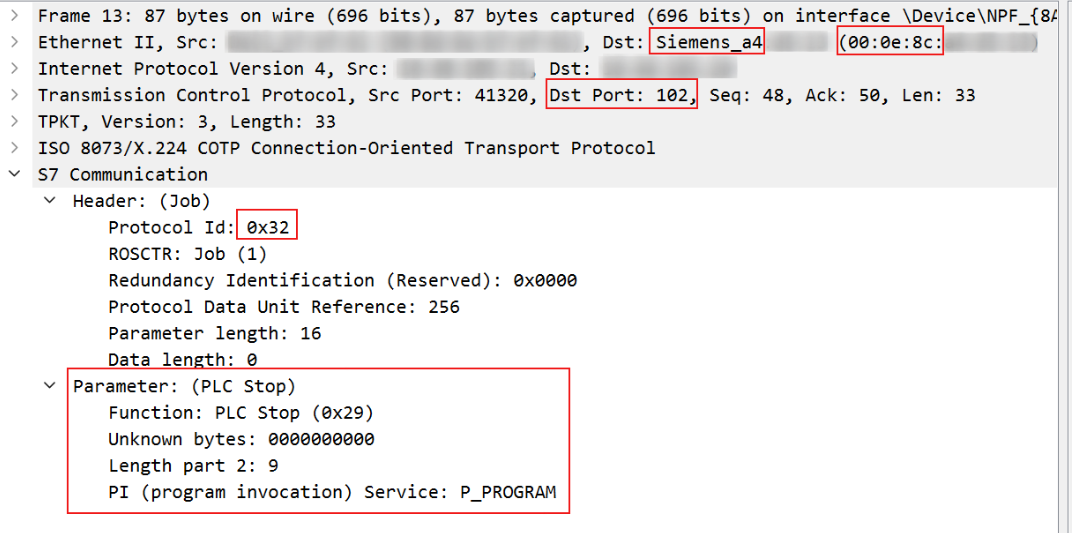 Frame 13: 87 bytes on wire (696 bits), 87 bytes captured (696 bits) on interface \Device\NPF_{8A
Ethernet II, Src: , Dst: Siemens_a4 (00:0e:8c: )
Internet Protocol Version 4, Src: , Dst:
Transmission Control Protocol, Src Port: 41320, Dst Port: 102, Seq: 48, Ack: 50, Len: 33
TPKT, Version: 3, Length: 33
ISO 8073/X.224 COTP Connection-Oriented Transport Protocol
S7 Communication
Header: (Job)
Protocol Id: 0x32
ROSCTR: Job (1)
Redundancy Identification (Reserved): 0x0000
Protocol Data Unit Reference: 256
Parameter length: 16
Data length: 0
Parameter: (PLC Stop)
Function: PLC Stop (0x29)
Unknown bytes: 0000000000
Length part 2: 9
PI (program invocation) Service: P_PROGRAM